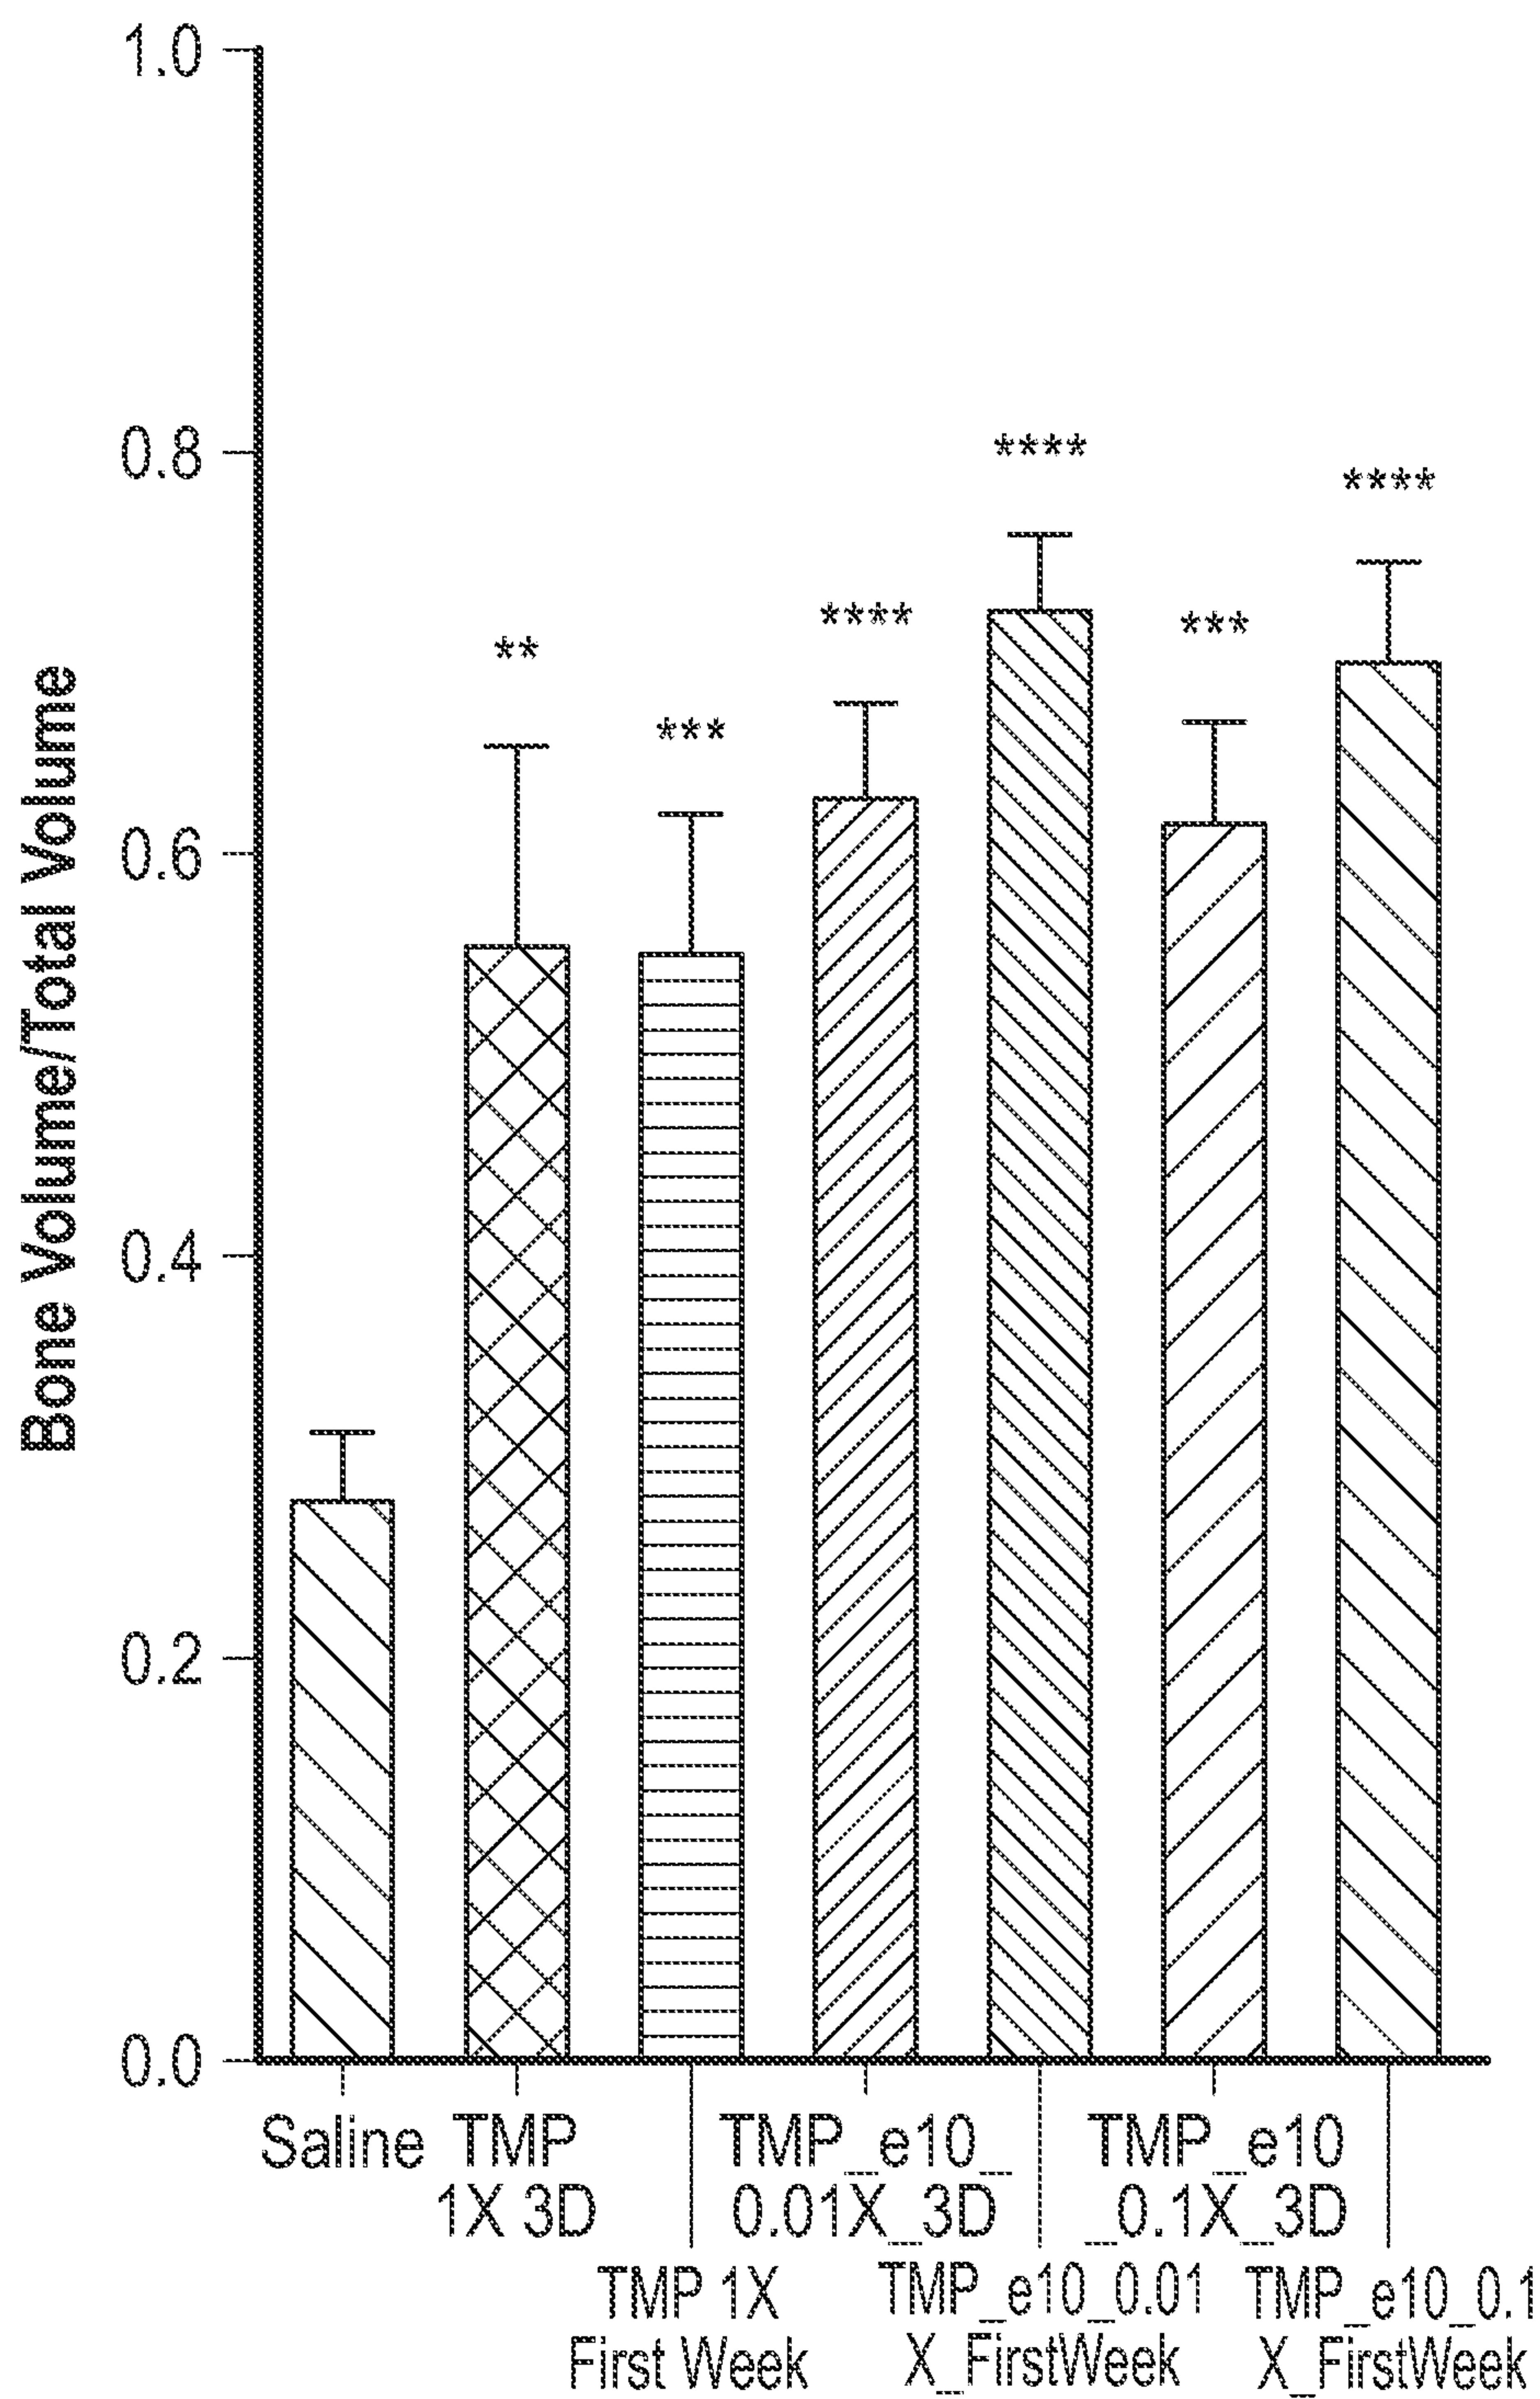 Bone Volume/Total Volume
1.0
0.8
0.6
0.4
0.2
0.0
**
***
****
****
***
****
Saline
TMP
1X 3D
TMP 1X
First Week
TMP_e10_
0.01X_3D
TMP_e10_0.01
X_FirstWeek
TMP_e10
_0.1X_3D
TMP_e10_0.1
X_FirstWeek